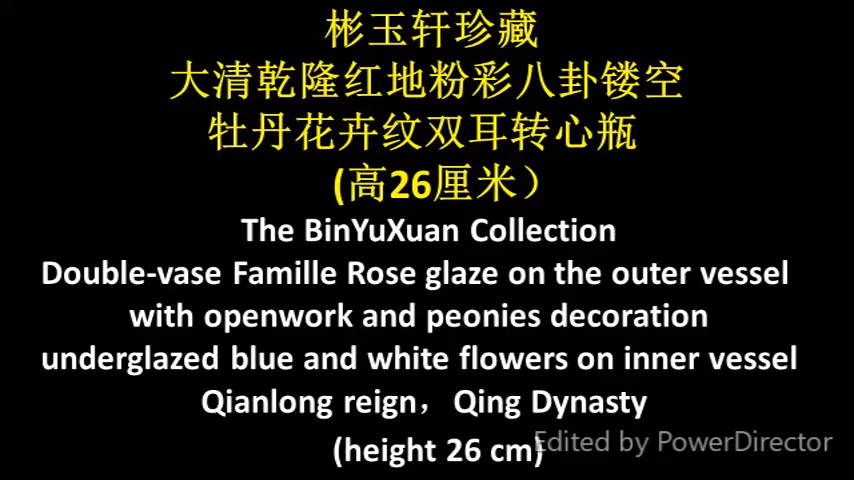 彬玉轩珍藏
大清乾隆红地粉彩八卦镂空
牡丹花卉纹双耳转心瓶
(高26厘米）
The BinYuXuan Collection
Double-vase Famille Rose glaze on the outer vessel
with openwork and peonies decoration
underglazed blue and white flowers on inner vessel
Qianlong reign，Qing Dynasty
(height 26 cm)
Edited by PowerDirector